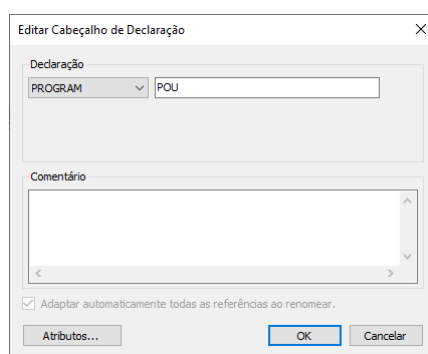 Editar Cabeçalho de Declaração
Declaração
PROGRAM POU
Comentário
Adaptar automaticamente todas as referências ao renomear.
Atributos... OK Cancelar